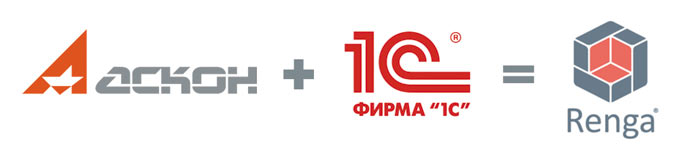 АСКОН + 1С® =
ФИРМА "1С"
Renga®